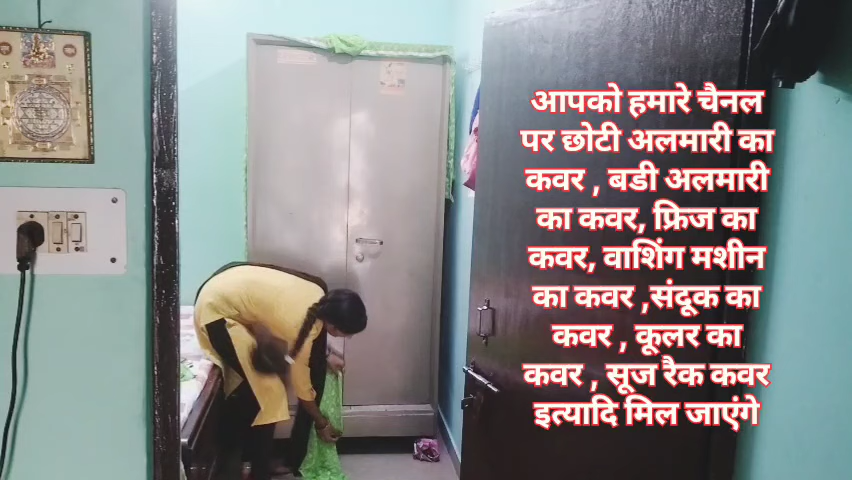 आपको हमारे चैनल
पर छोटी अलमारी का
कवर , बडी अलमारी
का कवर, फ्रिज का
कवर, वाशिंग मशीन
का कवर ,संदूक का
कवर , कूलर का
कवर , सूज रैक कवर
इत्यादि मिल जाएंगे